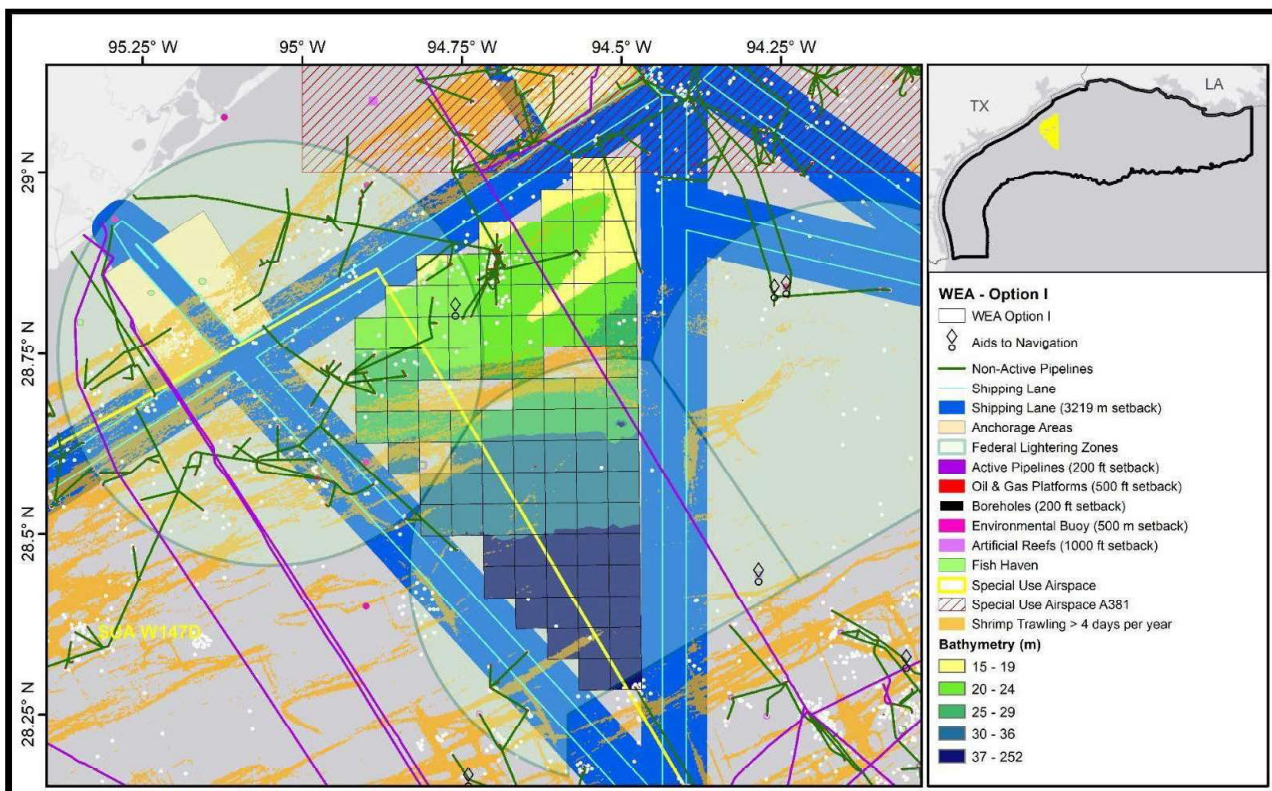 95.25° W
95° W
94.75° W
94.5° W
94.25° W
29° N
28.75° N
28.5° N
28.25° N
SUA W147D
TX
LA
WEA - Option I
WEA Option I
Aids to Navigation
Non-Active Pipelines
Shipping Lane
Shipping Lane (3219 m setback)
Anchorage Areas
Federal Lightering Zones
Active Pipelines (200 ft setback)
Oil & Gas Platforms (500 ft setback)
Boreholes (200 ft setback)
Environmental Buoy (500 m setback)
Artificial Reefs (1000 ft setback)
Fish Haven
Special Use Airspace
Special Use Airspace A381
Shrimp Trawling > 4 days per year
Bathymetry (m)
15 - 19
20 - 24
25 - 29
30 - 36
37 - 252